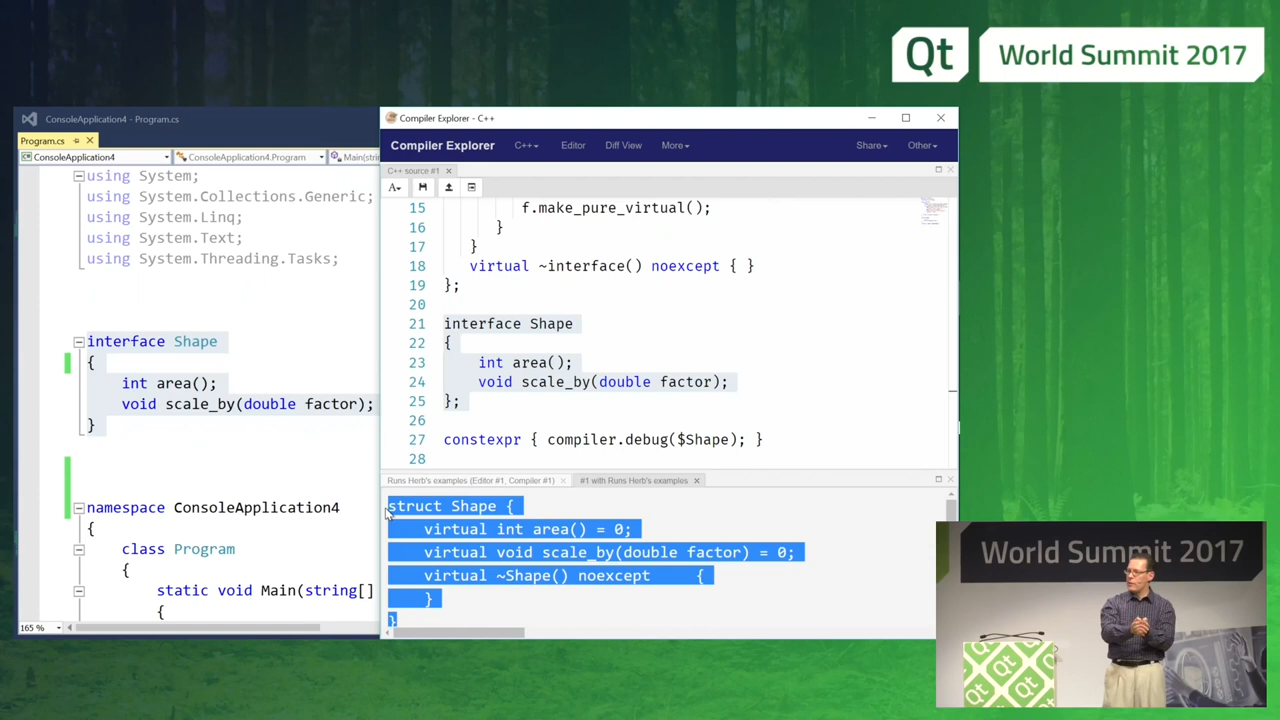 Qt World Summit 2017
ConsoleApplication4 - Program.cs
Program.cs
ConsoleApplication4
ConsoleApplication4.Program
Main(strin
using System;
using System.Collections.Generic;
using System.Linq;
using System.Text;
using System.Threading.Tasks;
interface Shape
{
int area();
void scale_by(double factor);
}
namespace ConsoleApplication4
{
class Program
{
static void Main(string[]
{
165 %
Compiler Explorer - C++
Compiler Explorer C++ Editor Diff View More Share Other
C++ source #1
A
15 f.make_pure_virtual();
16 }
17 }
18 virtual ~interface() noexcept { }
19 };
20
21 interface Shape
22 {
23 int area();
24 void scale_by(double factor);
25 };
26
27 constexpr { compiler.debug($Shape); }
28
Runs Herb's examples (Editor #1, Compiler #1) #1 with Runs Herb's examples
struct Shape {
virtual int area() = 0;
virtual void scale_by(double factor) = 0;
virtual ~Shape() noexcept {
}
}
World Summit 2017
Qt Qt Qt Qt